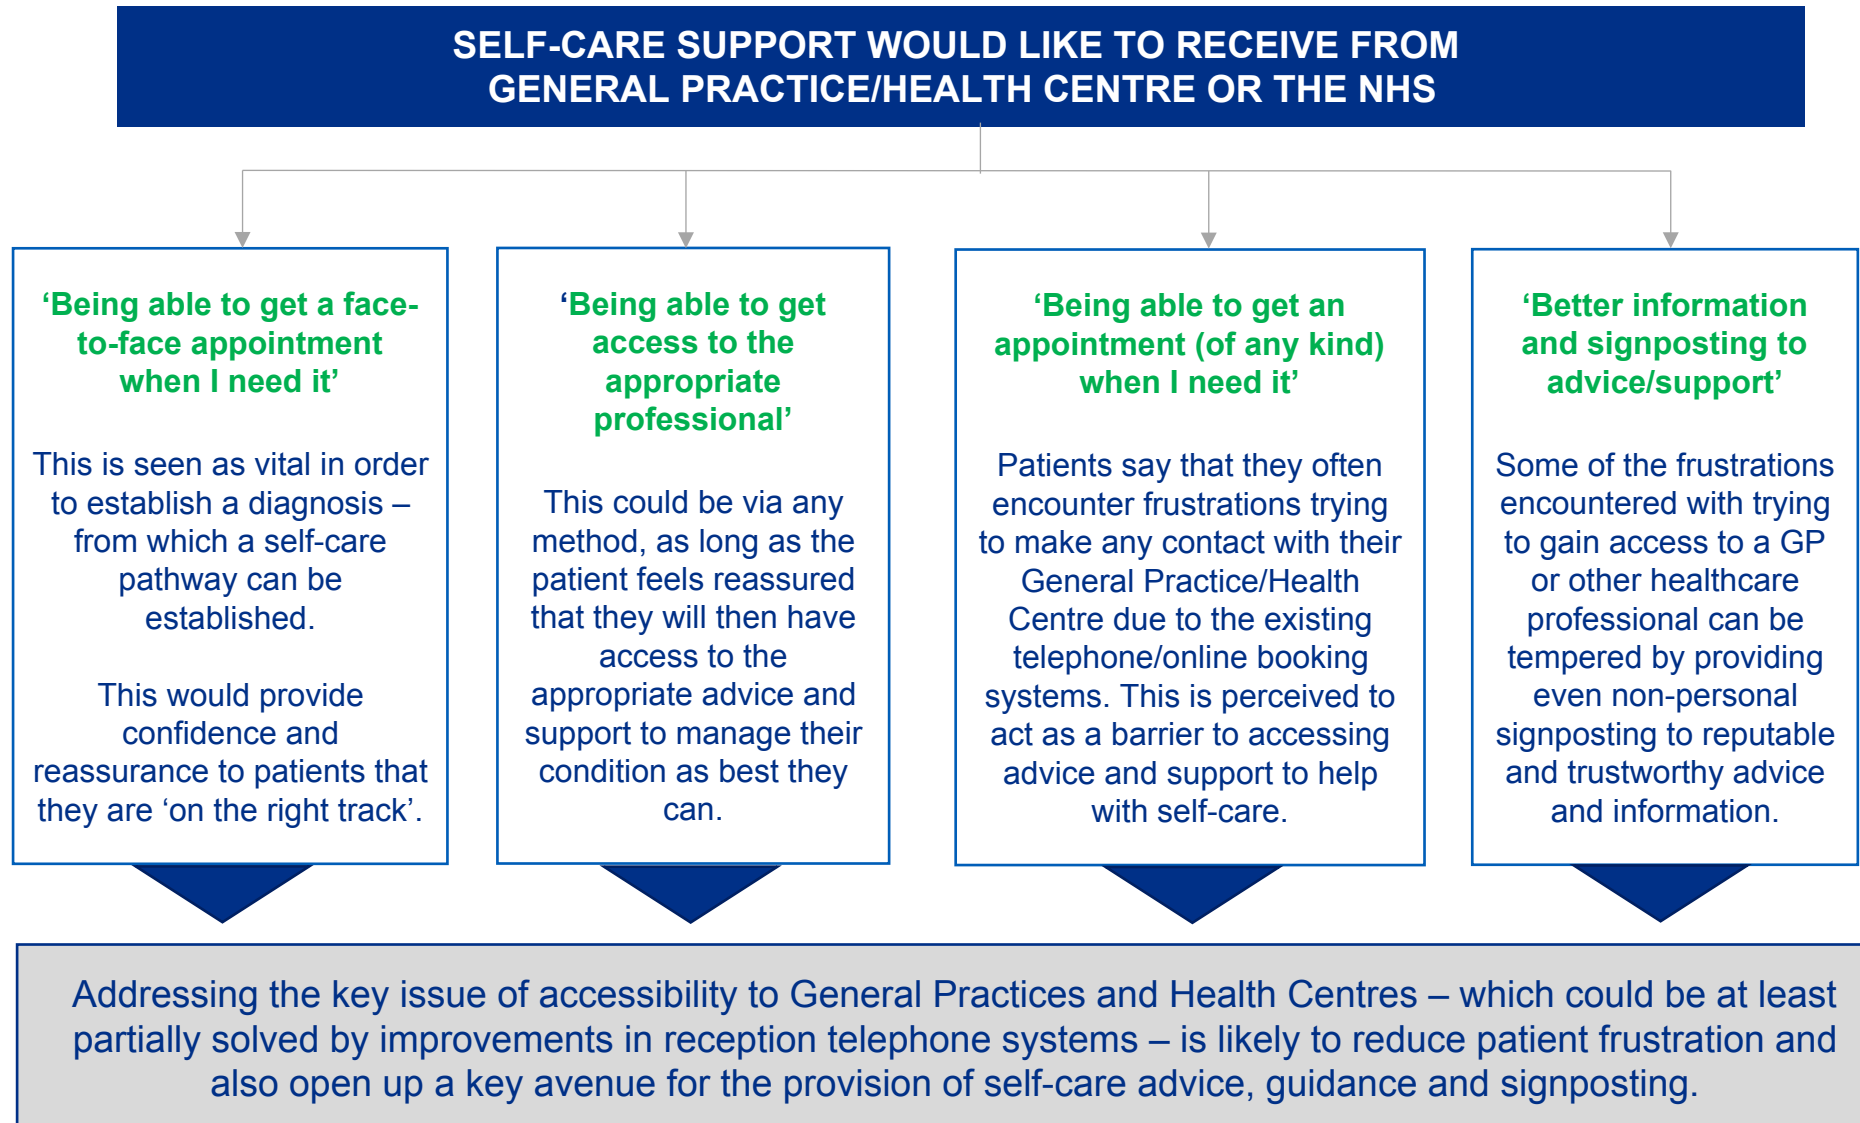 SELF-CARE SUPPORT WOULD LIKE TO RECEIVE FROM
GENERAL PRACTICE/HEALTH CENTRE OR THE NHS
‘Being able to get a face-
to-face appointment
when I need it’
This is seen as vital in order
to establish a diagnosis –
from which a self-care
pathway can be
established.
This would provide
confidence and
reassurance to patients that
they are ‘on the right track’.
‘Being able to get
access to the
appropriate
professional’
This could be via any
method, as long as the
patient feels reassured
that they will then have
access to the
appropriate advice and
support to manage their
condition as best they
can.
‘Being able to get an
appointment (of any kind)
when I need it’
Patients say that they often
encounter frustrations trying
to make any contact with their
General Practice/Health
Centre due to the existing
telephone/online booking
systems. This is perceived to
act as a barrier to accessing
advice and support to help
with self-care.
‘Better information
and signposting to
advice/support’
Some of the frustrations
encountered with trying
to gain access to a GP
or other healthcare
professional can be
tempered by providing
even non-personal
signposting to reputable
and trustworthy advice
and information.
Addressing the key issue of accessibility to General Practices and Health Centres – which could be at least
partially solved by improvements in reception telephone systems – is likely to reduce patient frustration and
also open up a key avenue for the provision of self-care advice, guidance and signposting.